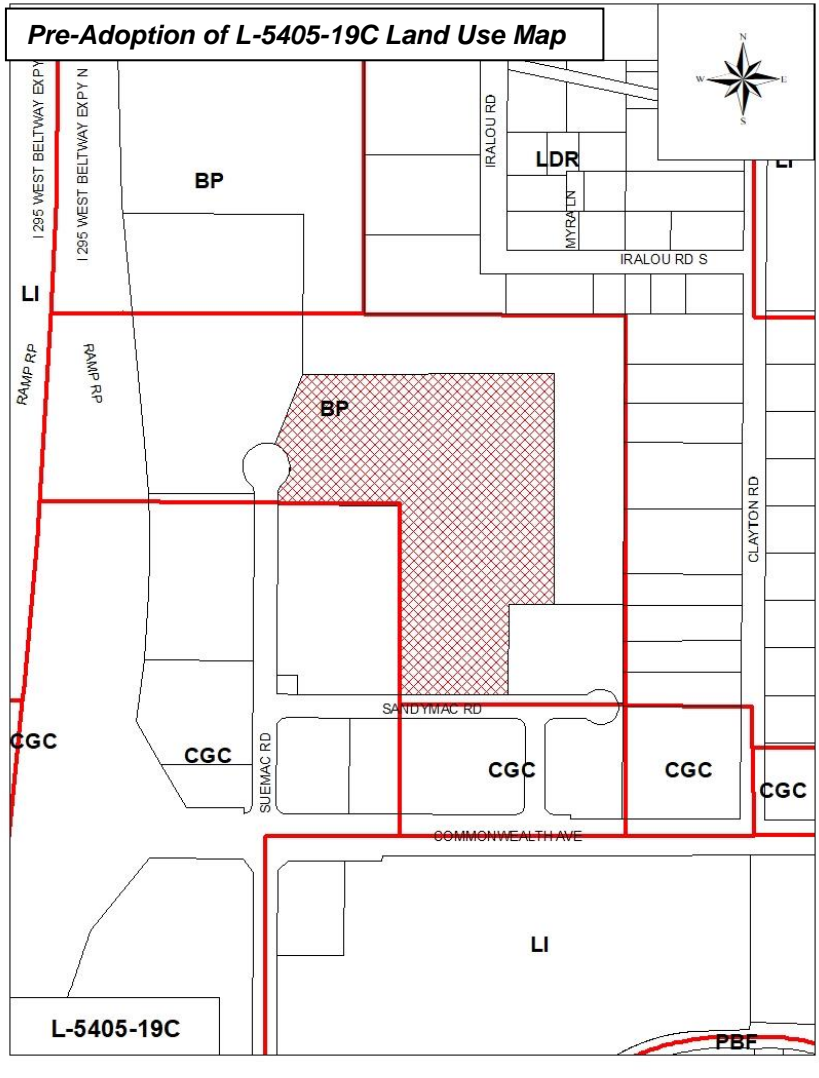 Pre-Adoption of L-5405-19C Land Use Map
N
W
E
S
I 295 WEST BELTWAY EXPY
I 295 WEST BELTWAY EXPY N
IRALOU RD
LDR
LI
BP
MYRA LN
IRALOU RD S
LI
RAMP RP
RAMP RP
BP
CLAYTON RD
SANDYMAC RD
CGC
CGC
SUEMAC RD
CGC
CGC
CGC
COMMONWEALTH AVE
LI
L-5405-19C
PBF